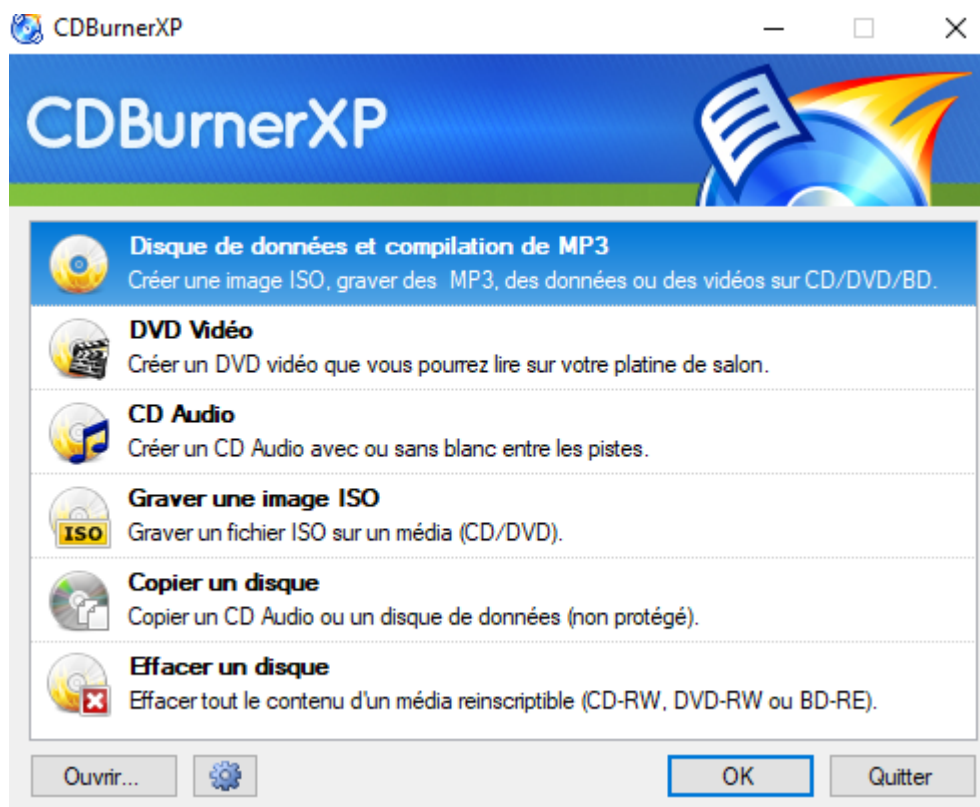 CDBurnerXP
CDBurnerXP
Disque de données et compilation de MP3
Créer une image ISO, graver des  MP3, des données ou des vidéos sur CD/DVD/BD.
DVD Vidéo
Créer un DVD vidéo que vous pourrez lire sur votre platine de salon.
CD Audio
Créer un CD Audio avec ou sans blanc entre les pistes.
Graver une image ISO
ISO
Graver un fichier ISO sur un média (CD/DVD).
Copier un disque
Copier un CD Audio ou un disque de données (non protégé).
Effacer un disque
Effacer tout le contenu d'un média reinscriptible (CD-RW, DVD-RW ou BD-RE).
Ouvrir...
OK
Quitter